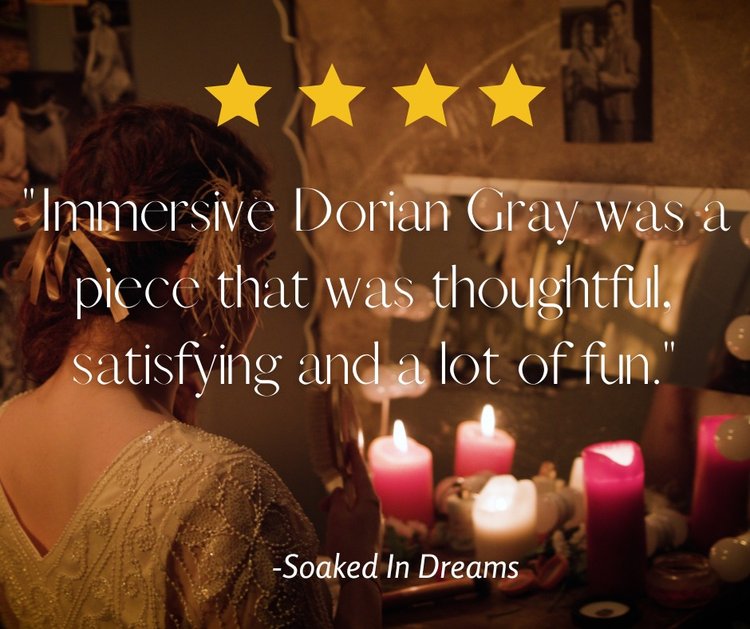 "Immersive Dorian Gray was a
piece that was thoughtful,
satisfying and a lot of fun."
-Soaked In Dreams